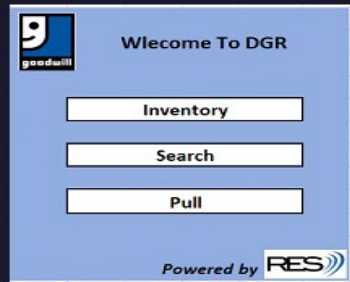 goodwill
Wlecome To DGR
Inventory
Search
Pull
Powered by RES